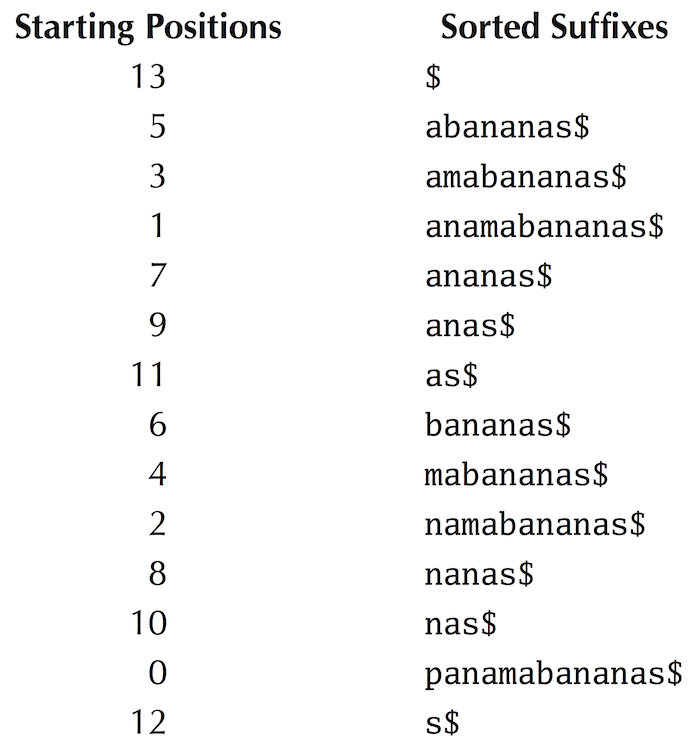 Starting Positions Sorted Suffixes
13 $
5 abananas$
3 amabananas$
1 anamabananas$
7 ananas$
9 anas$
11 as$
6 bananas$
4 mabananas$
2 namabananas$
8 nanas$
10 nas$
0 panamabananas$
12 s$